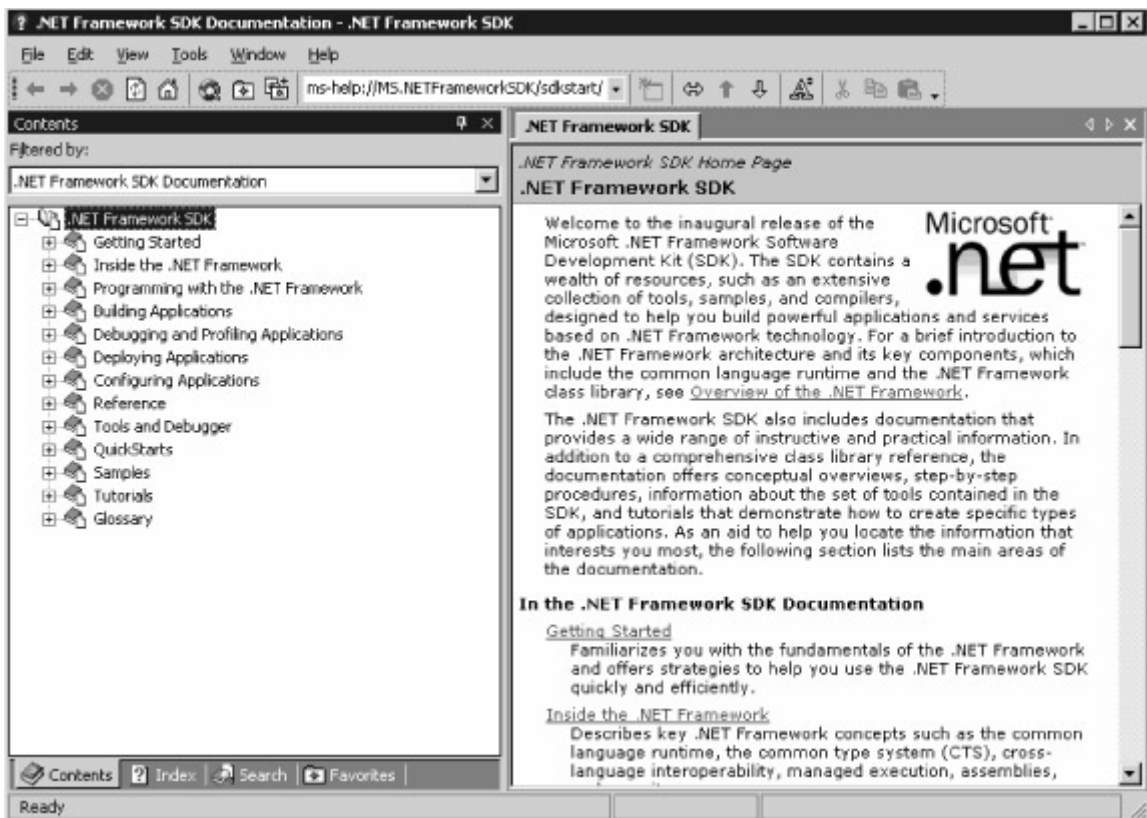 .NET Framework SDK Documentation - .NET Framework SDK
File Edit View Tools Window Help
ms-help://MS.NETFrameworkSDK/sdkstart/
Contents
Filtered by:
.NET Framework SDK Documentation
.NET Framework SDK
Getting Started
Inside the .NET Framework
Programming with the .NET Framework
Building Applications
Debugging and Profiling Applications
Deploying Applications
Configuring Applications
Reference
Tools and Debugger
QuickStarts
Samples
Tutorials
Glossary
Contents Index Search Favorites
.NET Framework SDK
.NET Framework SDK Home Page
.NET Framework SDK
Microsoft
.net
Welcome to the inaugural release of the
Microsoft .NET Framework Software
Development Kit (SDK). The SDK contains a
wealth of resources, such as an extensive
collection of tools, samples, and compilers,
designed to help you build powerful applications and services
based on .NET Framework technology. For a brief introduction to
the .NET Framework architecture and its key components, which
include the common language runtime and the .NET Framework
class library, see Overview of the .NET Framework.
The .NET Framework SDK also includes documentation that
provides a wide range of instructive and practical information. In
addition to a comprehensive class library reference, the
documentation offers conceptual overviews, step-by-step
procedures, information about the set of tools contained in the
SDK, and tutorials that demonstrate how to create specific types
of applications. As an aid to help you locate the information that
interests you most, the following section lists the main areas of
the documentation.
In the .NET Framework SDK Documentation
Getting Started
Familiarizes you with the fundamentals of the .NET Framework
and offers strategies to help you use the .NET Framework SDK
quickly and efficiently.
Inside the .NET Framework
Describes key .NET Framework concepts such as the common
language runtime, the common type system (CTS), cross-
language interoperability, managed execution, assemblies,
Ready